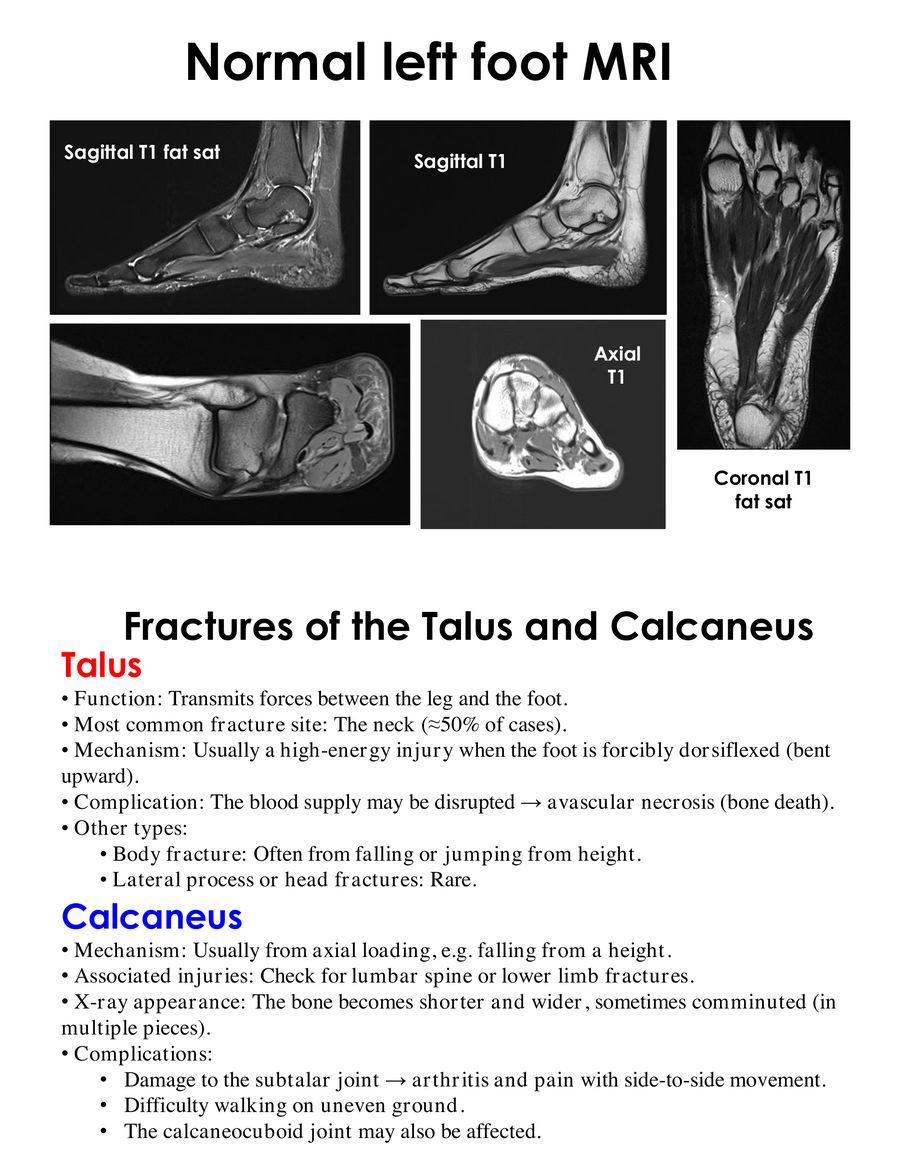 Normal left foot MRI
Sagittal T1 fat sat
Sagittal T1
Axial
T1
Coronal T1
fat sat
Fractures of the Talus and Calcaneus
Talus
• Function: Transmits forces between the leg and the foot.
• Most common fracture site: The neck (≈50% of cases).
• Mechanism: Usually a high-energy injury when the foot is forcibly dorsiflexed (bent
upward).
• Complication: The blood supply may be disrupted → avascular necrosis (bone death).
• Other types:
• Body fracture: Often from falling or jumping from height.
• Lateral process or head fractures: Rare.
Calcaneus
• Mechanism: Usually from axial loading, e.g. falling from a height.
• Associated injuries: Check for lumbar spine or lower limb fractures.
• X-ray appearance: The bone becomes shorter and wider, sometimes comminuted (in
multiple pieces).
• Complications:
• Damage to the subtalar joint → arthritis and pain with side-to-side movement.
• Difficulty walking on uneven ground.
• The calcaneocuboid joint may also be affected.